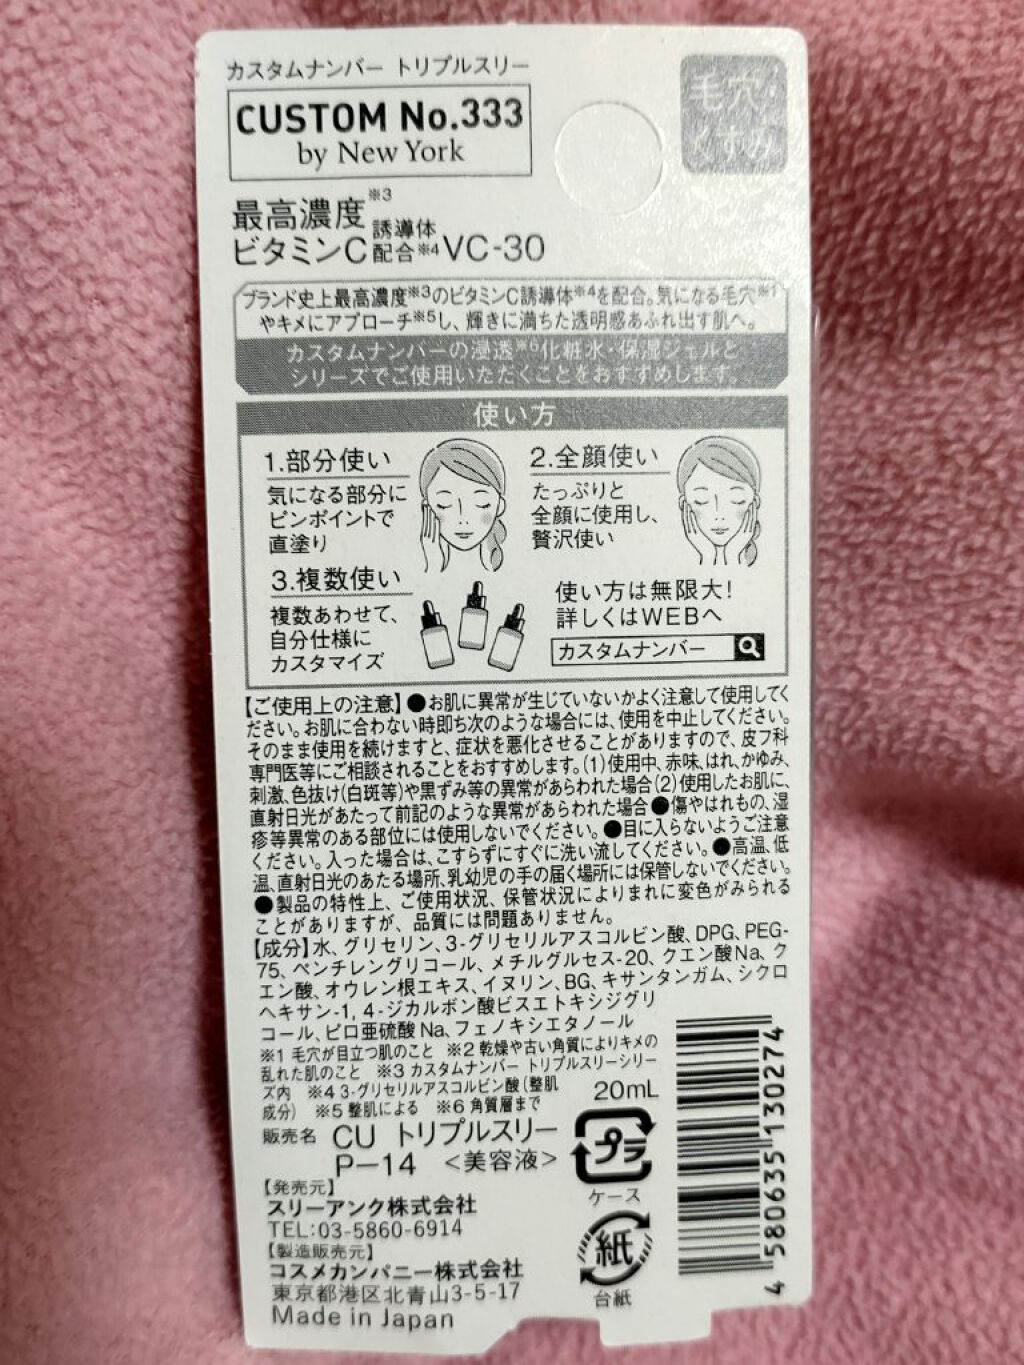 カスタムナンバー トリプルスリー
CUSTOM No.333
by New York
毛穴・
くすみ
最高濃度※3
ビタミンC誘導体配合※4 VC-30
ブランド史上最高濃度※3のビタミンC誘導体※4を配合。気になる毛穴※1
やキメにアプローチ※5し、輝きに満ちた透明感あふれ出す肌へ。
カスタムナンバーの浸透※6化粧水・保湿ジェルと
シリーズでご使用いただくことをおすすめします。
使い方
1.部分使い
気になる部分に
ピンポイントで
直塗り
2.全顔使い
たっぷりと
全顔に使用し、
贅沢使い
3.複数使い
複数あわせて、
自分仕様に
カスタマイズ
使い方は無限大!
詳しくはWEBへ
カスタムナンバー
【ご使用上の注意】●お肌に異常が生じていないかよく注意して使用してく
ださい。お肌に合わない時即ち次のような場合には、使用を中止してください。
そのまま使用を続けますと、症状を悪化させることがありますので、皮フ科
専門医等にご相談されることをおすすめします。(1)使用中、赤味、はれ、かゆみ、
刺激、色抜け(白斑等)や黒ずみ等の異常があらわれた場合(2)使用したお肌に、
直射日光があたって前記のような異常があらわれた場合●傷やはれもの、湿
疹等異常のある部位には使用しないでください。●目に入らないようご注意
ください。入った場合は、こすらずにすぐに洗い流してください。●高温、低
温、直射日光のあたる場所、乳幼児の手の届く場所には保管しないでください。
●製品の特性上、ご使用状況、保管状況によりまれに変色がみられる
ことがありますが、品質には問題ありません。
【成分】水、グリセリン、3-グリセリルアスコルビン酸、DPG、PEG-
75、ペンチレングリコール、メチルグルセス-20、クエン酸Na、ク
エン酸、オウレン根エキス、イヌリン、BG、キサンタンガム、シクロ
ヘキサン-1, 4-ジカルボン酸ビスエトキシジグリ
コール、ピロ亜硫酸Na、フェノキシエタノール
※1 毛穴が目立つ肌のこと ※2 乾燥や古い角質によりキメの
乱れた肌のこと ※3 カスタムナンバー トリプルスリーシリー
ズ内 ※4 3-グリセリルアスコルビン酸(整肌
成分) ※5 整肌による ※6 角質層まで
20mL
販売名 CU トリプルスリー
P-14 <美容液>
プラ
ケース
【発売元】
スリーアンク株式会社
TEL:03-5860-6914
【製造販売元】
コスメカンパニー株式会社
東京都港区北青山3-5-17
Made in Japan
紙
台紙
4 580635 130274